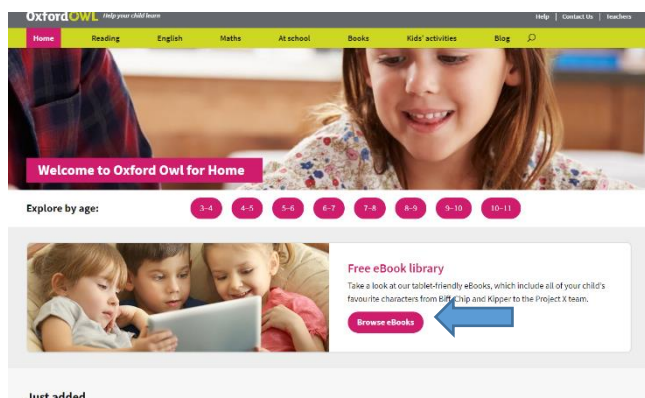 OxfordOWL Help your child learn
Help | Contact Us | Teachers
Home Reading English Maths At school Books Kids' activities Blog
Welcome to Oxford Owl for Home
Explore by age: 3-4 4-5 5-6 6-7 7-8 8-9 9-10 10-11
Free eBook library
Take a look at our tablet-friendly eBooks, which include all of your child's
favourite characters from Biff, Chip and Kipper to the Project X team.
Browse eBooks
Just added